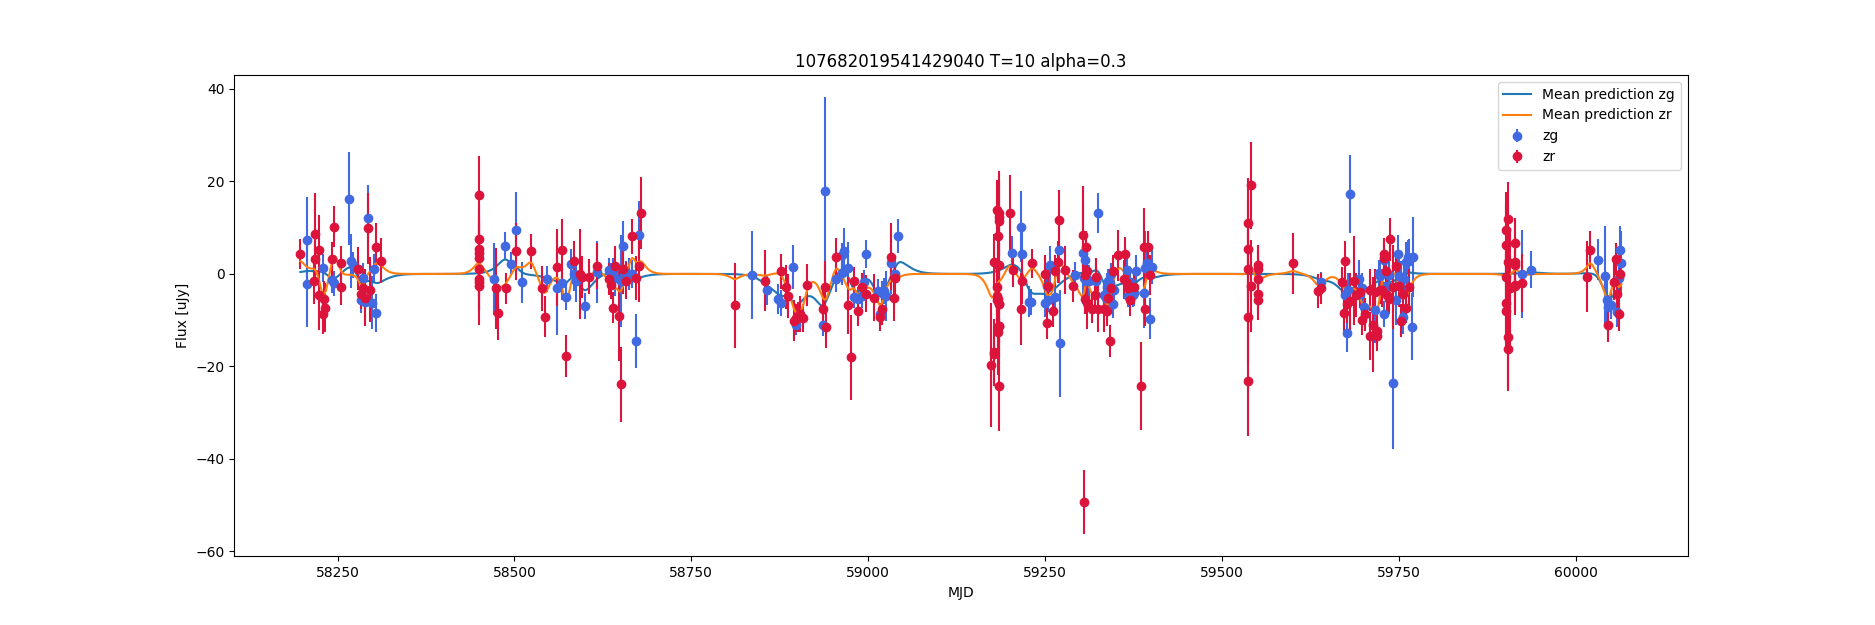 107682019541429040 T=10 alpha=0.3
Mean prediction zg
Mean prediction zr
zg
zr
40
20
0
−20
−40
−60
Flux [uJy]
58250
58500
58750
59000
59250
59500
59750
60000
MJD